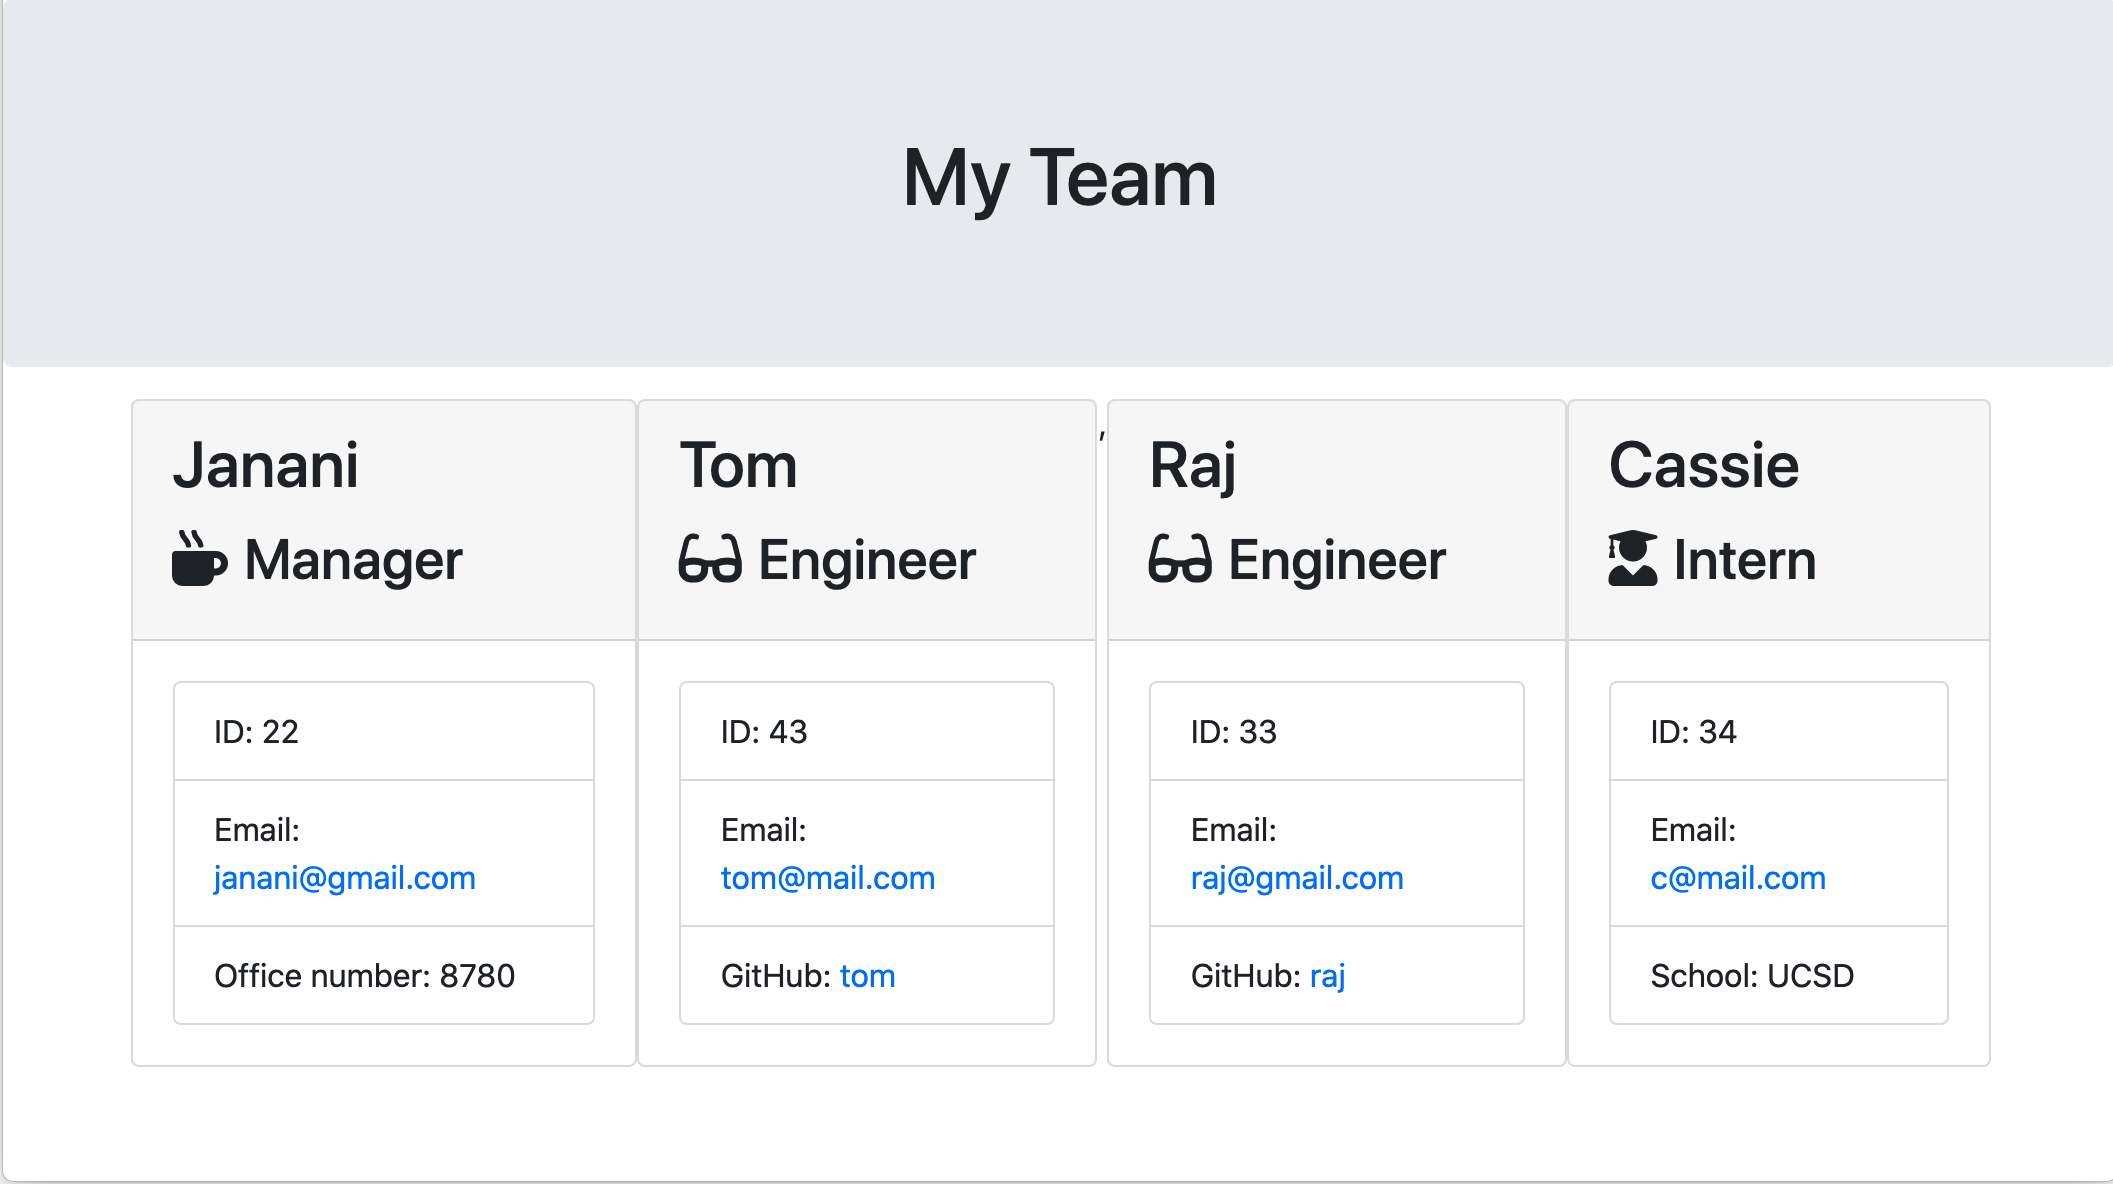 My Team
Janani
Manager
ID: 22
Email:
janani@gmail.com
Office number: 8780
Tom
Engineer
ID: 43
Email:
tom@mail.com
GitHub: tom
,
Raj
Engineer
ID: 33
Email:
raj@gmail.com
GitHub: raj
Cassie
Intern
ID: 34
Email:
c@mail.com
School: UCSD